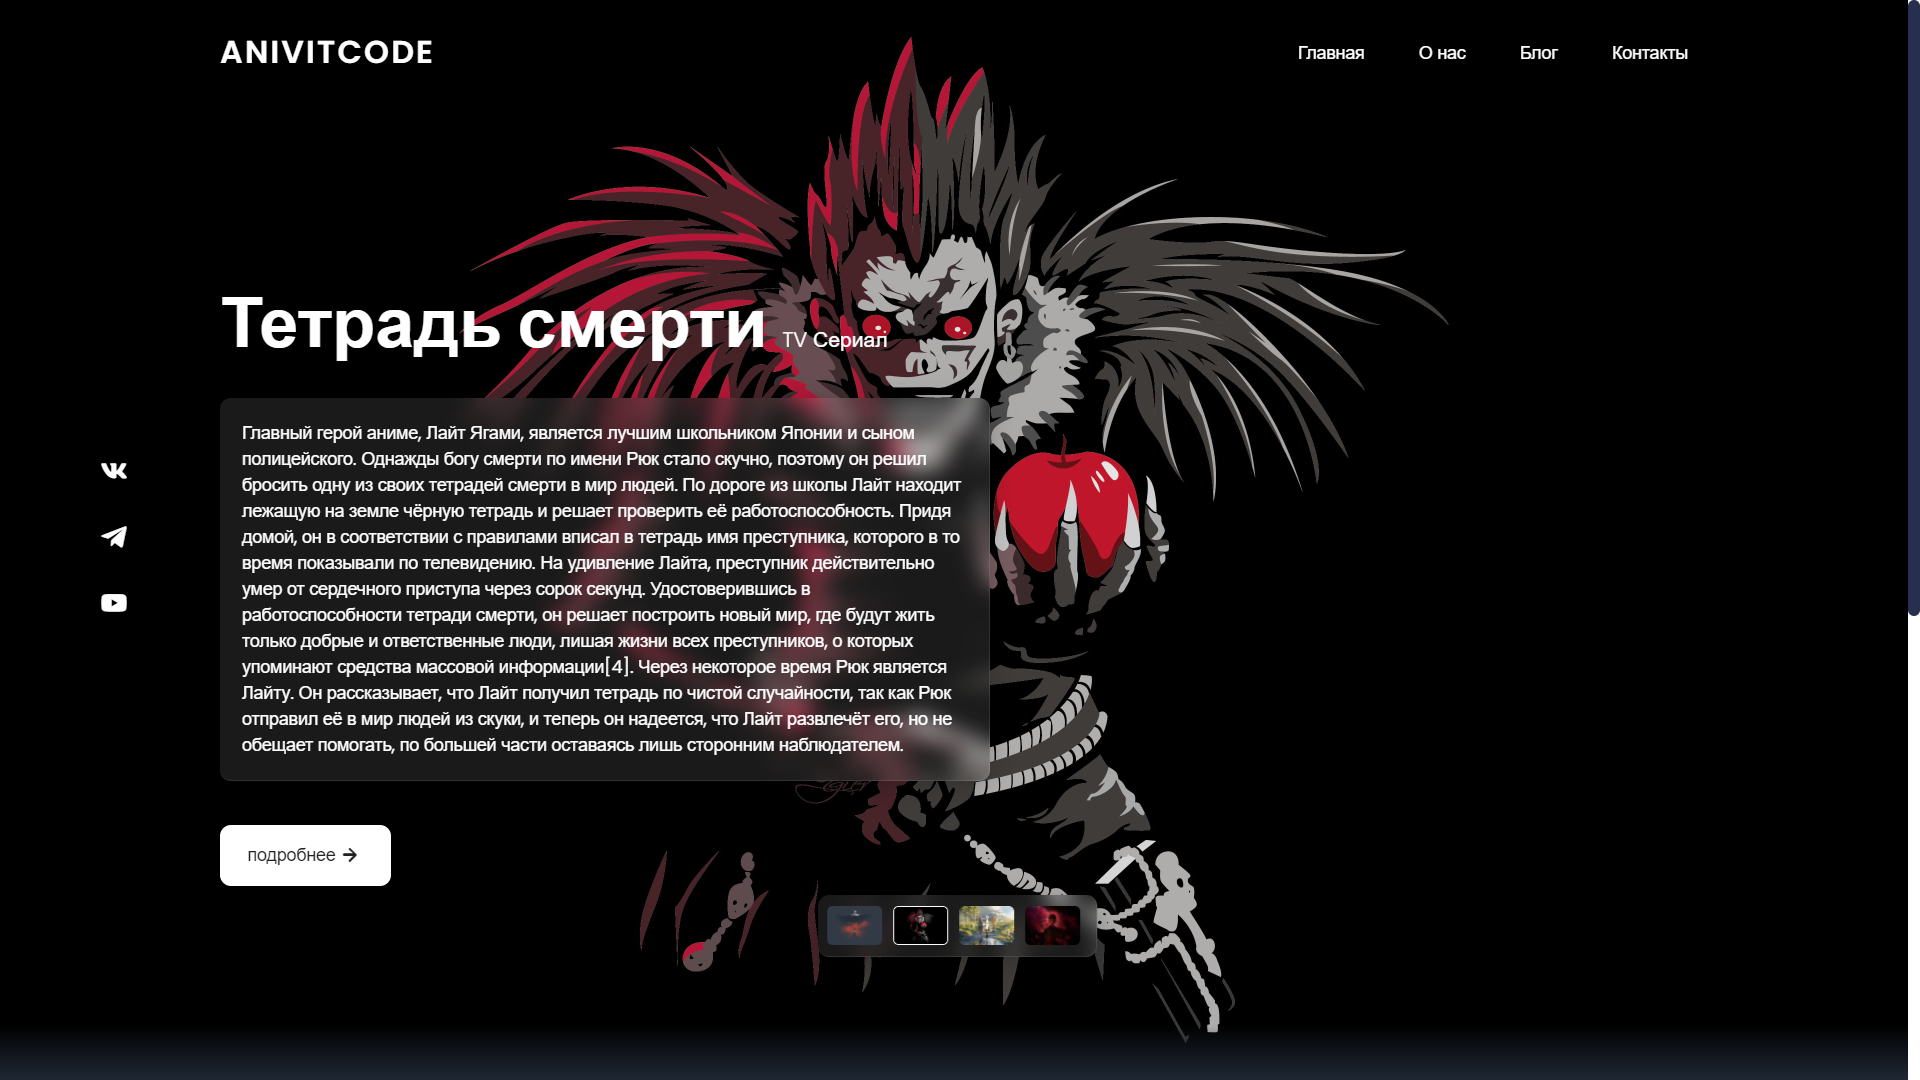 ANIVITCODE
Главная
О нас
Блог
Контакты
Тетрадь смерти TV Сериал
Главный герой аниме, Лайт Ягами, является лучшим школьником Японии и сыном
полицейского. Однажды богу смерти по имени Рюк стало скучно, поэтому он решил
бросить одну из своих тетрадей смерти в мир людей. По дороге из школы Лайт находит
лежащую на земле чёрную тетрадь и решает проверить её работоспособность. Придя
домой, он в соответствии с правилами вписал в тетрадь имя преступника, которого в то
время показывали по телевидению. На удивление Лайта, преступник действительно
умер от сердечного приступа через сорок секунд. Удостоверившись в
работоспособности тетради смерти, он решает построить новый мир, где будут жить
только добрые и ответственные люди, лишая жизни всех преступников, о которых
упоминают средства массовой информации[4]. Через некоторое время Рюк является
Лайту. Он рассказывает, что Лайт получил тетрадь по чистой случайности, так как Рюк
отправил её в мир людей из скуки, и теперь он надеется, что Лайт развлечёт его, но не
обещает помогать, по большей части оставаясь лишь сторонним наблюдателем.
подробнее